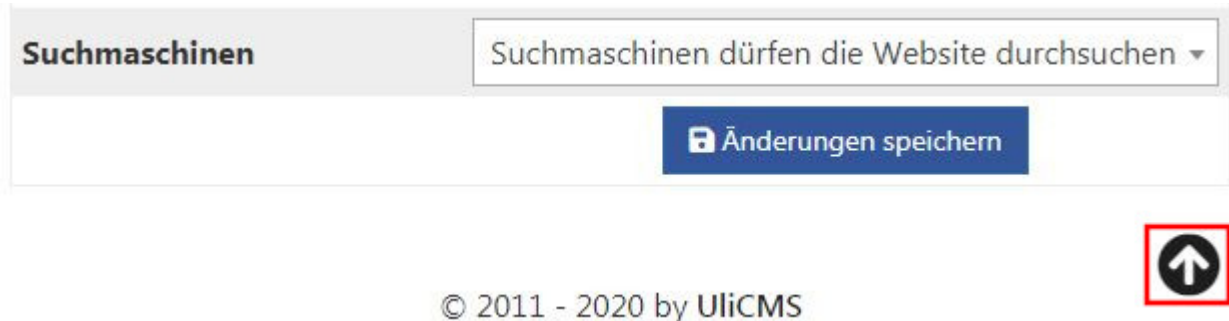 Suchmaschinen
Suchmaschinen dürfen die Website durchsuchen
Änderungen speichern
© 2011 - 2020 by UliCMS